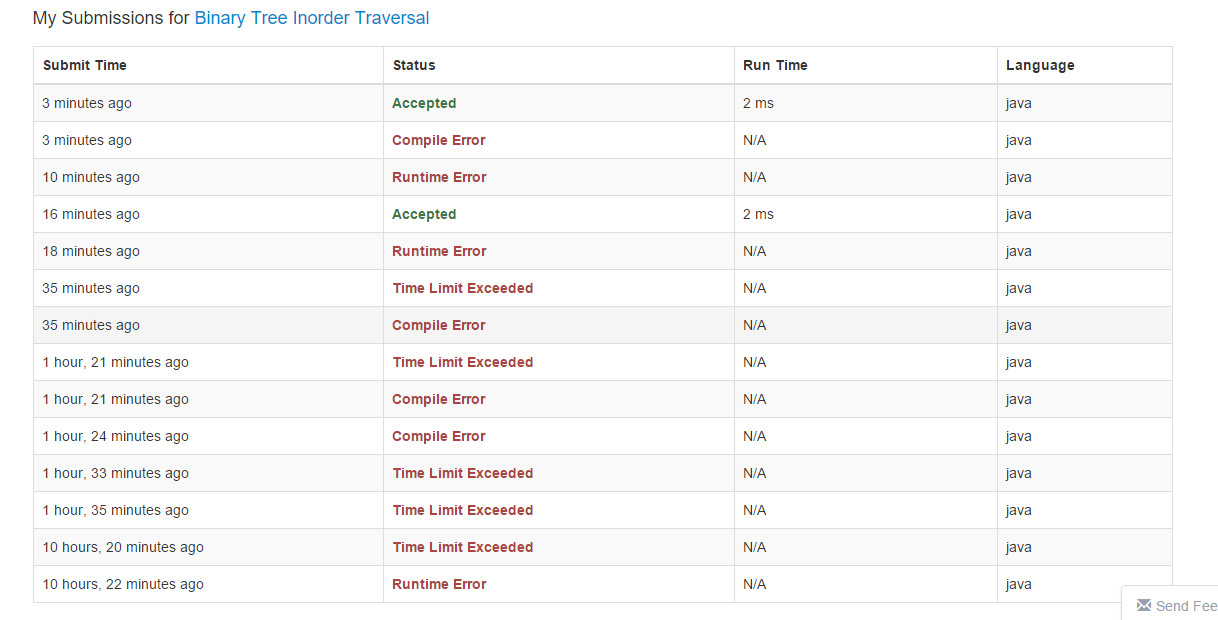 My Submissions for Binary Tree Inorder Traversal
Submit Time Status Run Time Language
3 minutes ago Accepted 2 ms java
3 minutes ago Compile Error N/A java
10 minutes ago Runtime Error N/A java
16 minutes ago Accepted 2 ms java
18 minutes ago Runtime Error N/A java
35 minutes ago Time Limit Exceeded N/A java
35 minutes ago Compile Error N/A java
1 hour, 21 minutes ago Time Limit Exceeded N/A java
1 hour, 21 minutes ago Compile Error N/A java
1 hour, 24 minutes ago Compile Error N/A java
1 hour, 33 minutes ago Time Limit Exceeded N/A java
1 hour, 35 minutes ago Time Limit Exceeded N/A java
10 hours, 20 minutes ago Time Limit Exceeded N/A java
10 hours, 22 minutes ago Runtime Error N/A java
Send Fee